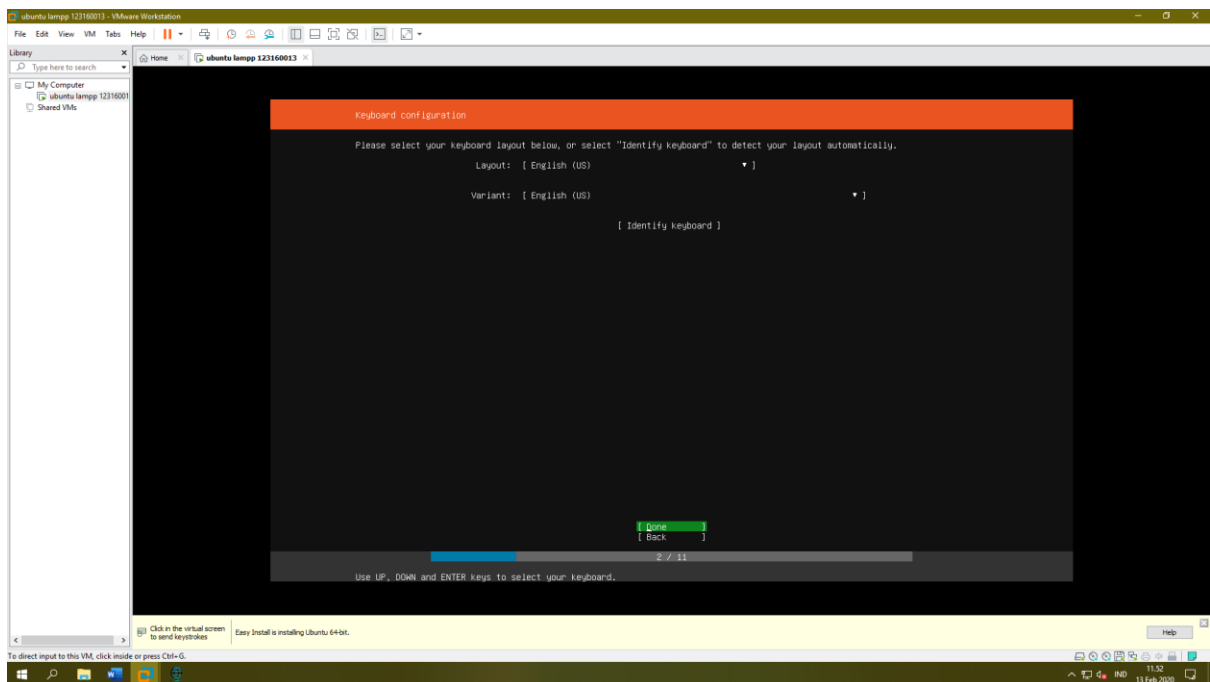 ubuntu lampp 123160013 - VMware Workstation
File Edit View VM Tabs Help
Library
Type here to search
My Computer
ubuntu lampp 12316001
Shared VMs
Home
ubuntu lampp 123160013
Keyboard configuration
Please select your keyboard layout below, or select "Identify keyboard" to detect your layout automatically.
Layout: [ English (US) ▾ ]
Variant: [ English (US) ▾ ]
[ Identify keyboard ]
[ Done ]
[ Back ]
2 / 11
Use UP, DOWN and ENTER keys to select your keyboard.
Click in the virtual screen
to send keystrokes
Easy Install is installing Ubuntu 64-bit.
Help
To direct input to this VM, click inside or press Ctrl+G.
IND
11.52
13 Feb 2020